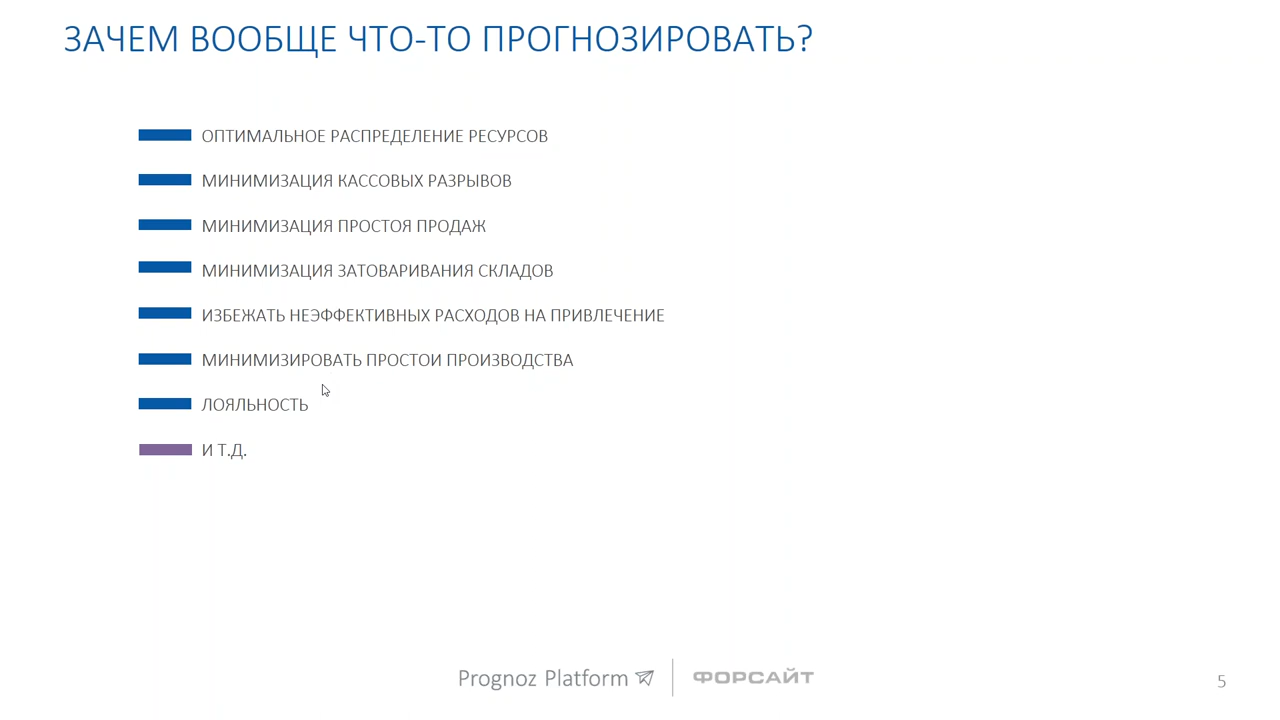 ЗАЧЕМ ВООБЩЕ ЧТО-ТО ПРОГНОЗИРОВАТЬ?
ОПТИМАЛЬНОЕ РАСПРЕДЕЛЕНИЕ РЕСУРСОВ
МИНИМИЗАЦИЯ КАССОВЫХ РАЗРЫВОВ
МИНИМИЗАЦИЯ ПРОСТОЯ ПРОДАЖ
МИНИМИЗАЦИЯ ЗАТОВАРИВАНИЯ СКЛАДОВ
ИЗБЕЖАТЬ НЕЭФФЕКТИВНЫХ РАСХОДОВ НА ПРИВЛЕЧЕНИЕ
МИНИМИЗИРОВАТЬ ПРОСТОИ ПРОИЗВОДСТВА
ЛОЯЛЬНОСТЬ
И Т.Д.
Prognoz Platform ФОРСАЙТ
5